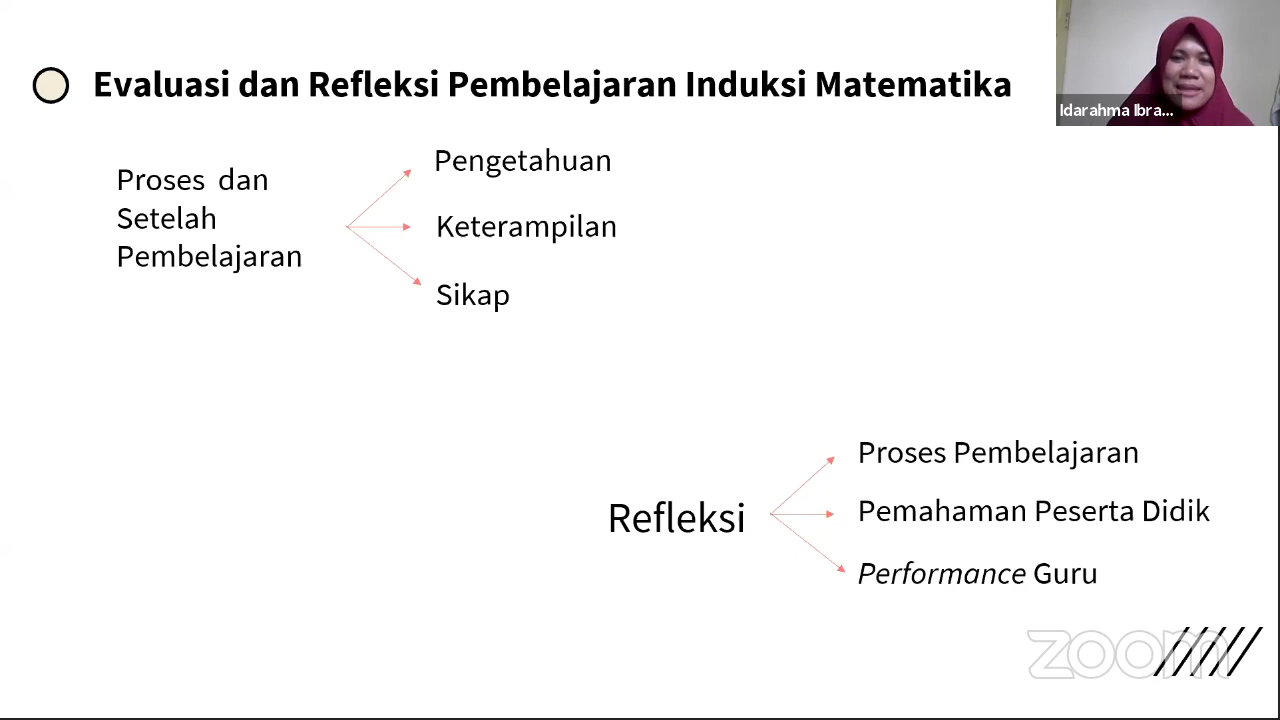 Evaluasi dan Refleksi Pembelajaran Induksi Matematika
Idarahma Ibra...
Proses dan
Setelah
Pembelajaran
Pengetahuan
Keterampilan
Sikap
Refleksi
Proses Pembelajaran
Pemahaman Peserta Didik
Performance Guru
zoom